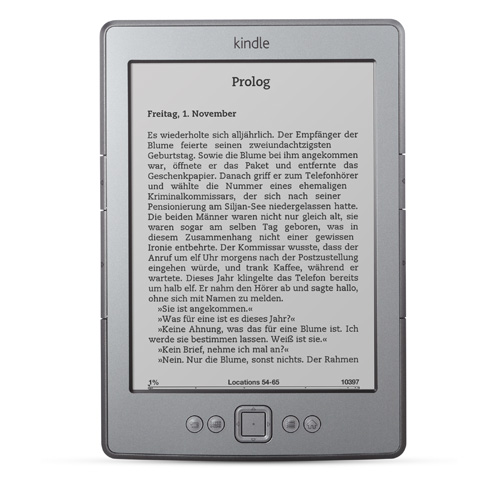 kindle
Prolog
Freitag, 1. November
Es wiederholte sich alljährlich. Der Empfänger der
Blume feierte seinen zweiundachtzigsten
Geburtstag. Sowie die Blume bei ihm angekommen
war, öffnete er das Paket und entfernte das
Geschenkpapier. Danach griff er zum Telefonhörer
und wählte die Nummer eines ehemaligen
Kriminalkommissars, der sich nach seiner
Pensionierung am Siljan-See niedergelassen hatte.
Die beiden Männer waren nicht nur gleich alt, sie
waren sogar am selben Tag geboren, was in
diesem Zusammenhang nicht einer gewissen
Ironie entbehrte. Der Kommissar wusste, dass der
Anruf um elf Uhr morgens nach der Postzustellung
eingehen würde, und trank Kaffee, während er
wartete. Dieses Jahr klingelte das Telefon bereits
um halb elf. Er nahm den Hörer ab und sagte hallo,
ohne sich mit Namen zu melden.
»Sie ist angekommen.«
»Was für eine ist es dieses Jahr?«
»Keine Ahnung, was das für eine Blume ist. Ich
werde sie bestimmen lassen. Weiß ist sie.«
»Kein Brief, nehme ich mal an?«
»Nein. Nur die Blume, sonst nichts. Der Rahmen
1% Locations 54-65 10397